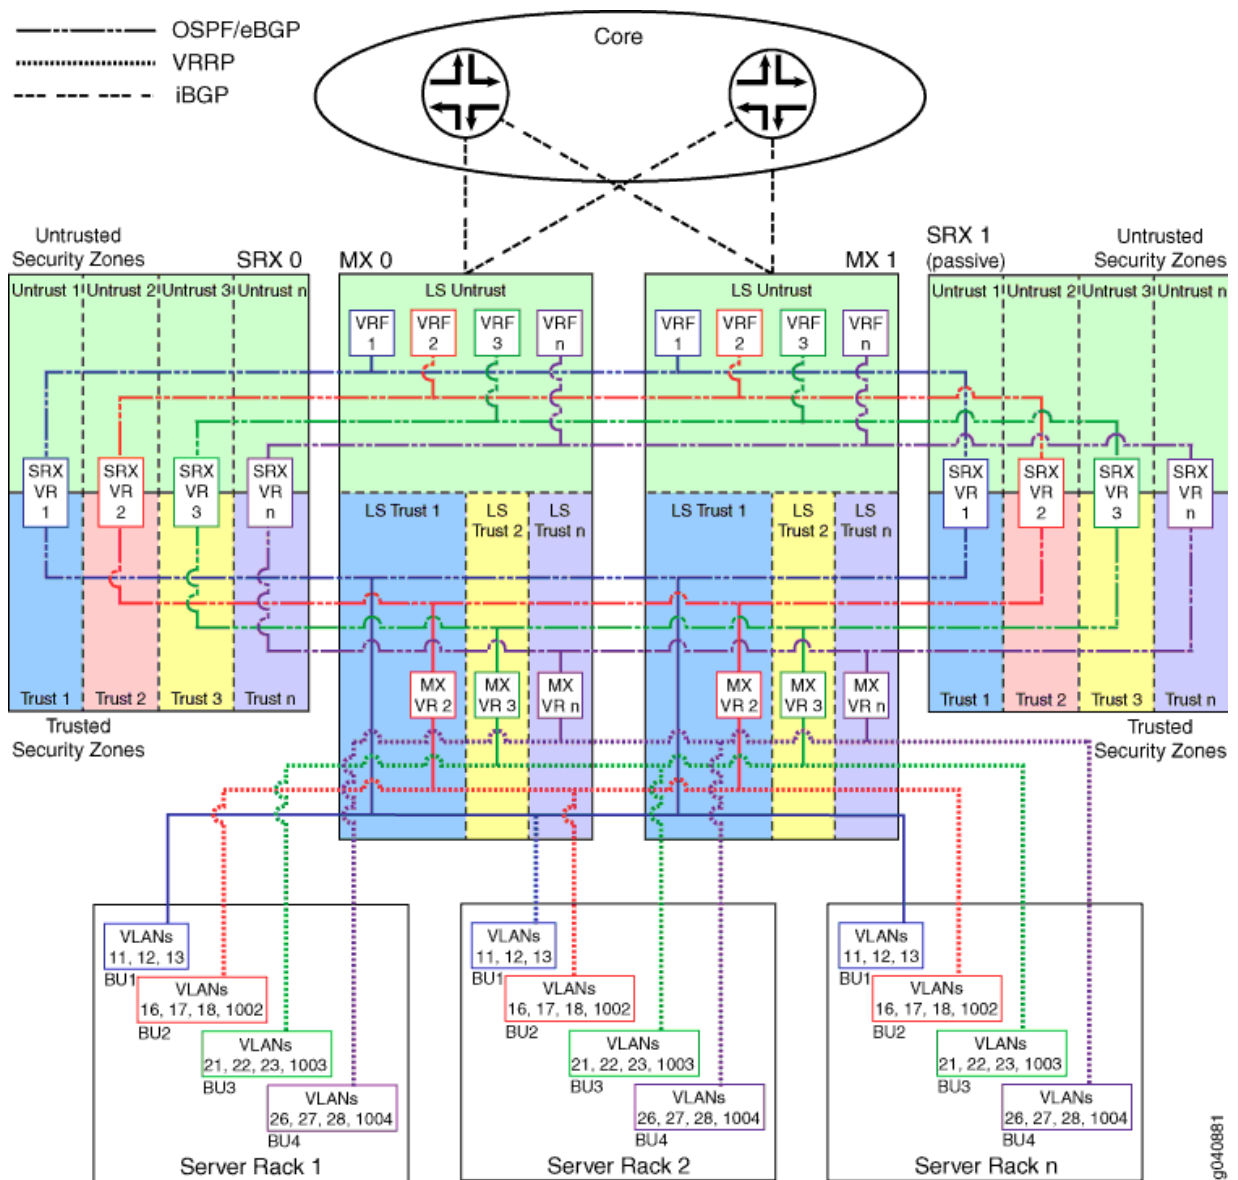 OSPF/eBGP
VRRP
iBGP
Core
Untrusted
Security Zones
SRX 0
MX 0
MX 1
SRX 1
(passive)
Untrusted
Security Zones
Untrust 1
Untrust 2
Untrust 3
Untrust n
LS Untrust
LS Untrust
Untrust 1
Untrust 2
Untrust 3
Untrust n
VRF
1
VRF
2
VRF
3
VRF
n
VRF
1
VRF
2
VRF
3
VRF
n
SRX
VR
1
SRX
VR
2
SRX
VR
3
SRX
VR
n
SRX
VR
1
SRX
VR
2
SRX
VR
3
SRX
VR
n
LS Trust 1
LS
Trust 2
LS
Trust n
LS Trust 1
LS
Trust 2
LS
Trust n
MX
VR 2
MX
VR 3
MX
VR n
MX
VR 2
MX
VR 3
MX
VR n
Trust 1
Trust 2
Trust 3
Trust n
Trust 1
Trust 2
Trust 3
Trust n
Trusted
Security Zones
Trusted
Security Zones
VLANs
11, 12, 13
BU1
VLANs
16, 17, 18, 1002
BU2
VLANs
21, 22, 23, 1003
BU3
VLANs
26, 27, 28, 1004
BU4
Server Rack 1
VLANs
11, 12, 13
BU1
VLANs
16, 17, 18, 1002
BU2
VLANs
21, 22, 23, 1003
BU3
VLANs
26, 27, 28, 1004
BU4
Server Rack 2
VLANs
11, 12, 13
BU1
VLANs
16, 17, 18, 1002
BU2
VLANs
21, 22, 23, 1003
BU3
VLANs
26, 27, 28, 1004
BU4
Server Rack n
g040881